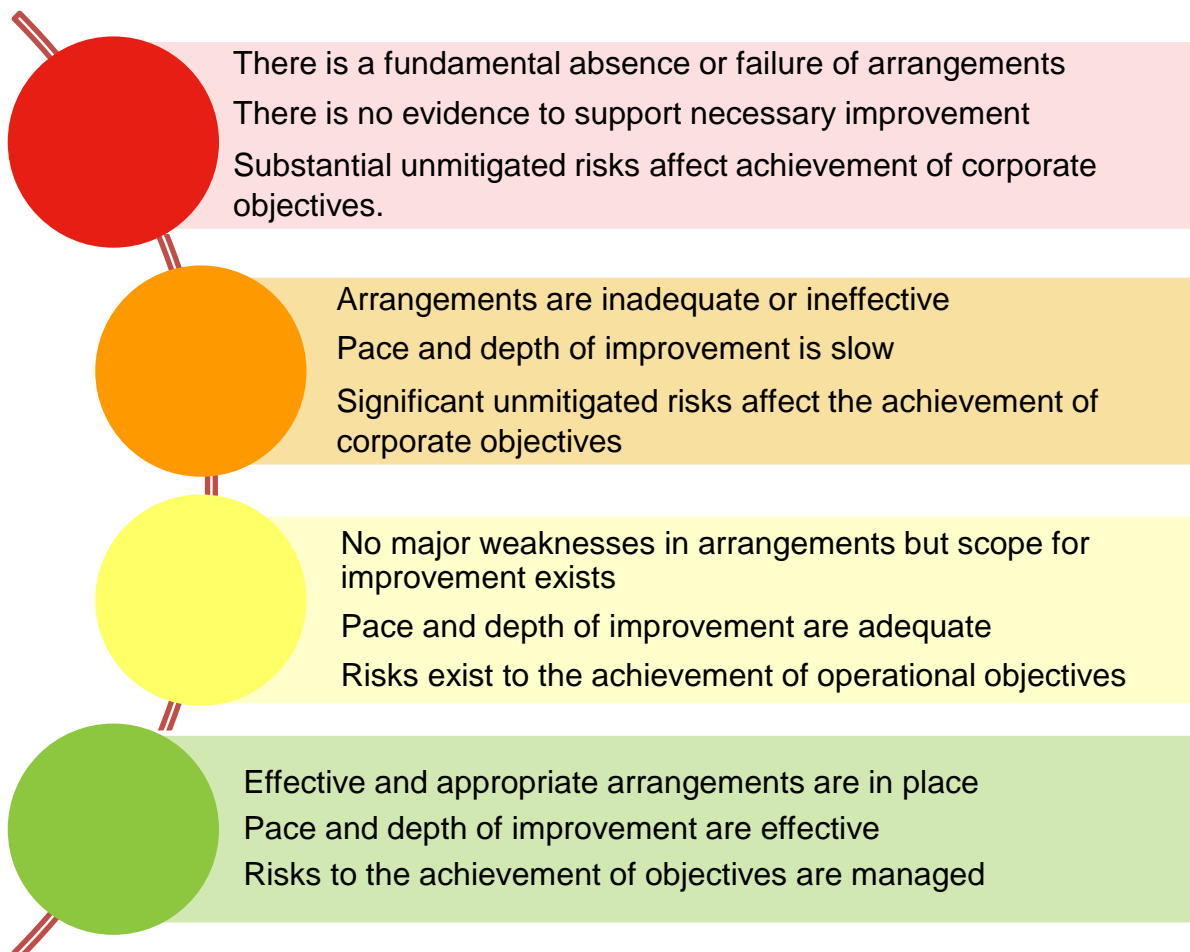 There is a fundamental absence or failure of arrangements
There is no evidence to support necessary improvement
Substantial unmitigated risks affect achievement of corporate
objectives.
Arrangements are inadequate or ineffective
Pace and depth of improvement is slow
Significant unmitigated risks affect the achievement of
corporate objectives
No major weaknesses in arrangements but scope for
improvement exists
Pace and depth of improvement are adequate
Risks exist to the achievement of operational objectives
Effective and appropriate arrangements are in place
Pace and depth of improvement are effective
Risks to the achievement of objectives are managed